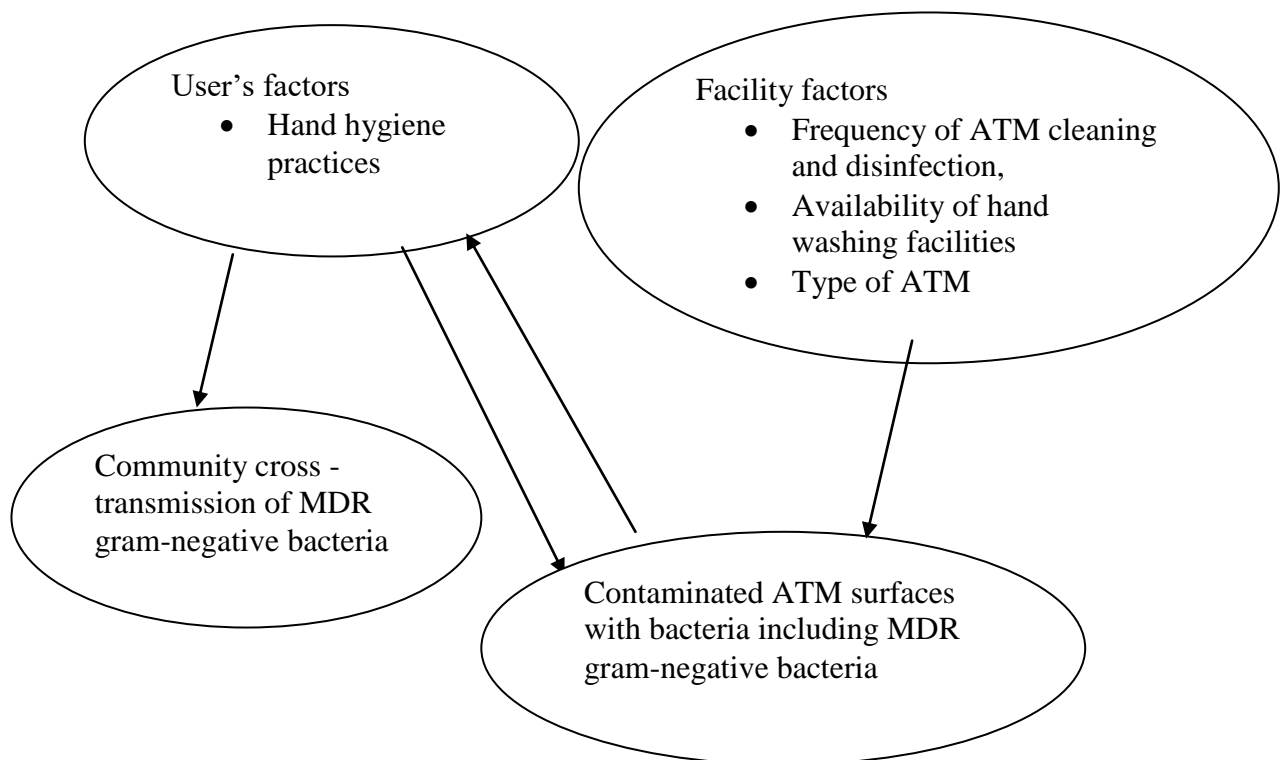 User’s factors
• Hand hygiene
practices
Facility factors
• Frequency of ATM cleaning
and disinfection,
• Availability of hand
washing facilities
• Type of ATM
Community cross -
transmission of MDR
gram-negative bacteria
Contaminated ATM surfaces
with bacteria including MDR
gram-negative bacteria